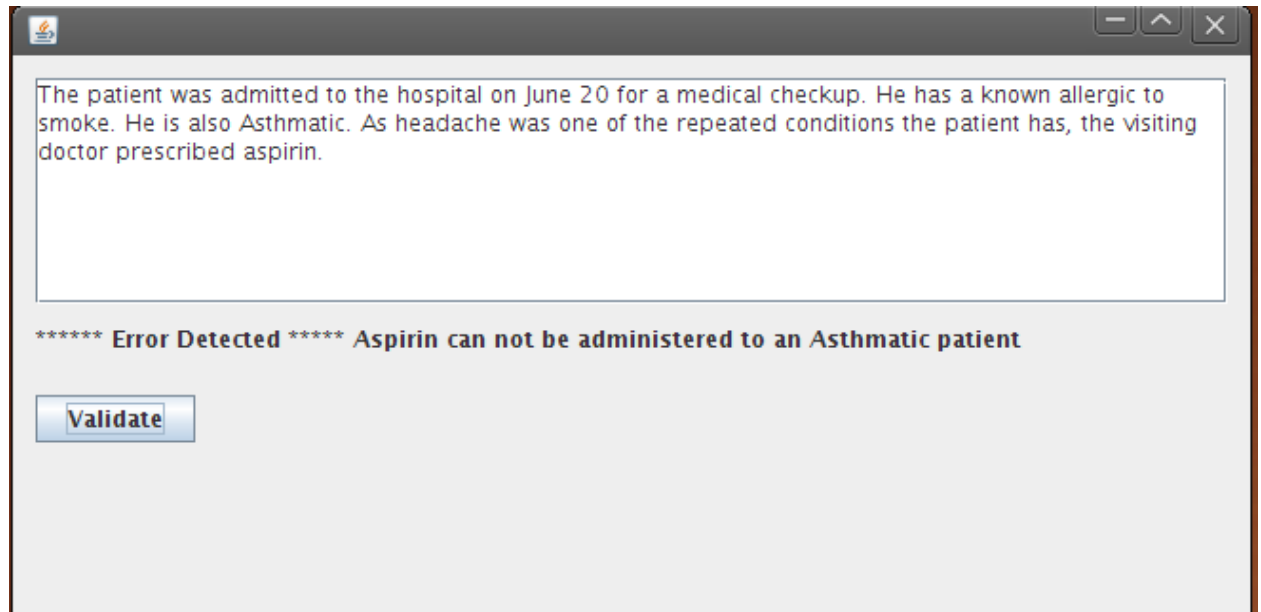 The patient was admitted to the hospital on June 20 for a medical checkup. He has a known allergic to
smoke. He is also Asthmatic. As headache was one of the repeated conditions the patient has, the visiting
doctor prescribed aspirin.
****** Error Detected ***** Aspirin can not be administered to an Asthmatic patient
Validate